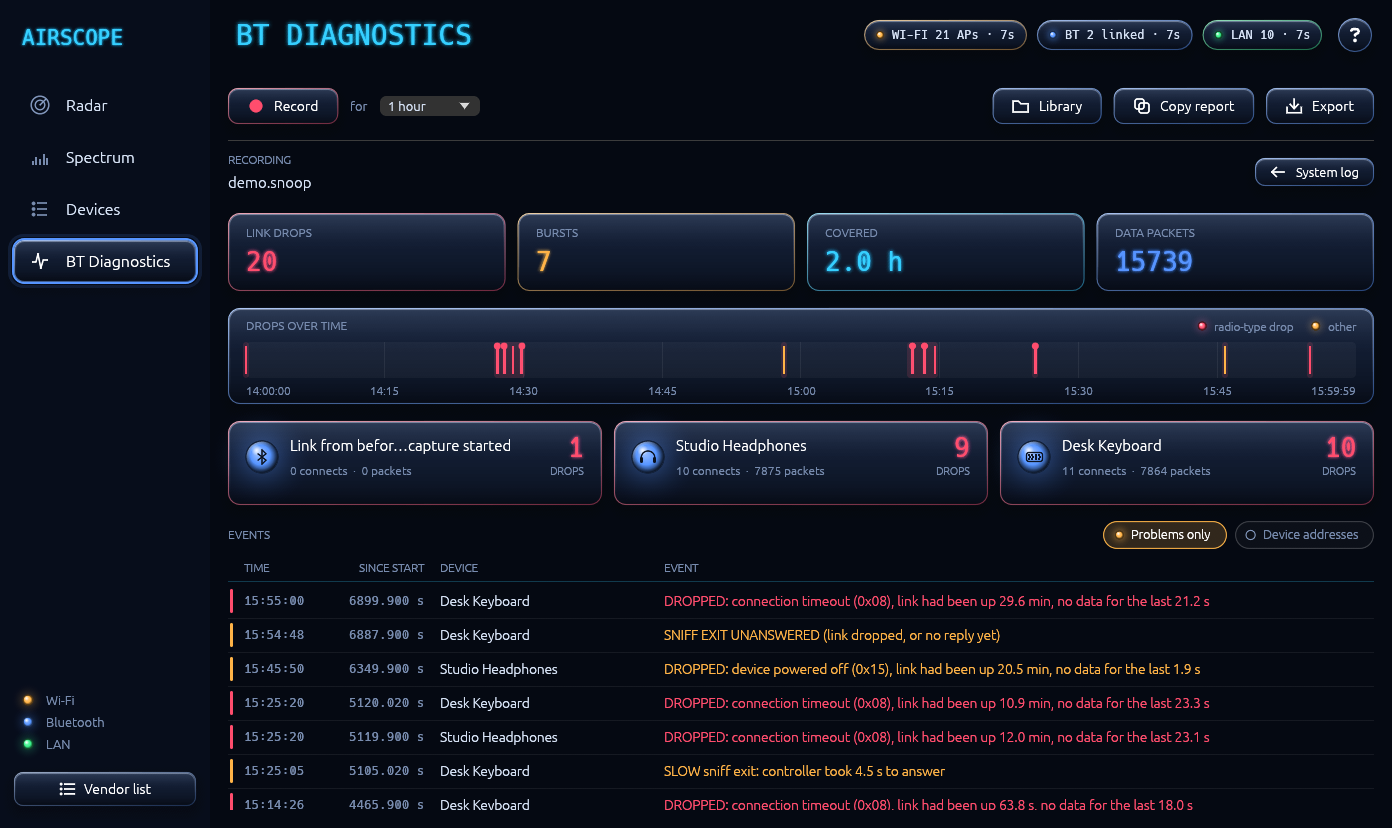 AIRSCOPE
BT DIAGNOSTICS
WI-FI 21 APs · 7s
BT 2 linked · 7s
LAN 10 · 7s
?
Radar
Spectrum
Devices
BT Diagnostics
Record
for
1 hour
Library
Copy report
Export
RECORDING
demo.snoop
System log
LINK DROPS
20
BURSTS
7
COVERED
2.0 h
DATA PACKETS
15739
DROPS OVER TIME
radio-type drop
other
14:00:00 14:15 14:30 14:45 15:00 15:15 15:30 15:45 15:59:59
Link from befor…capture started
0 connects · 0 packets
1
DROPS
Studio Headphones
10 connects · 7875 packets
9
DROPS
Desk Keyboard
11 connects · 7864 packets
10
DROPS
EVENTS
Problems only
Device addresses
TIME SINCE START DEVICE EVENT
15:55:00 6899.900 s Desk Keyboard DROPPED: connection timeout (0x08), link had been up 29.6 min, no data for the last 21.2 s
15:54:48 6887.900 s Desk Keyboard SNIFF EXIT UNANSWERED (link dropped, or no reply yet)
15:45:50 6349.900 s Studio Headphones DROPPED: device powered off (0x15), link had been up 20.5 min, no data for the last 1.9 s
15:25:20 5120.020 s Desk Keyboard DROPPED: connection timeout (0x08), link had been up 10.9 min, no data for the last 23.3 s
15:25:20 5119.900 s Studio Headphones DROPPED: connection timeout (0x08), link had been up 12.0 min, no data for the last 23.1 s
15:25:05 5105.020 s Desk Keyboard SLOW sniff exit: controller took 4.5 s to answer
15:14:26 4465.900 s Desk Keyboard DROPPED: connection timeout (0x08), link had been up 63.8 s, no data for the last 18.0 s
Wi-Fi
Bluetooth
LAN
Vendor list